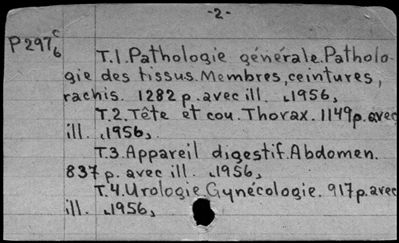 -2-
P297 c/b
T.1.Pathologie générale.Patholo-
gie des tissus.Membres,ceintures,
rachis. 1282 p. avec ill. ⌞1956⌟
T.2.Tête et cou.Thorax. 1149p.avec
ill. ⌞1956⌟
T.3.Appareil digestif.Abdomen.
837 p. avec ill. ⌞1956⌟
T.4.Urologie.Gynécologie. 917p.avec
ill. ⌞1956⌟